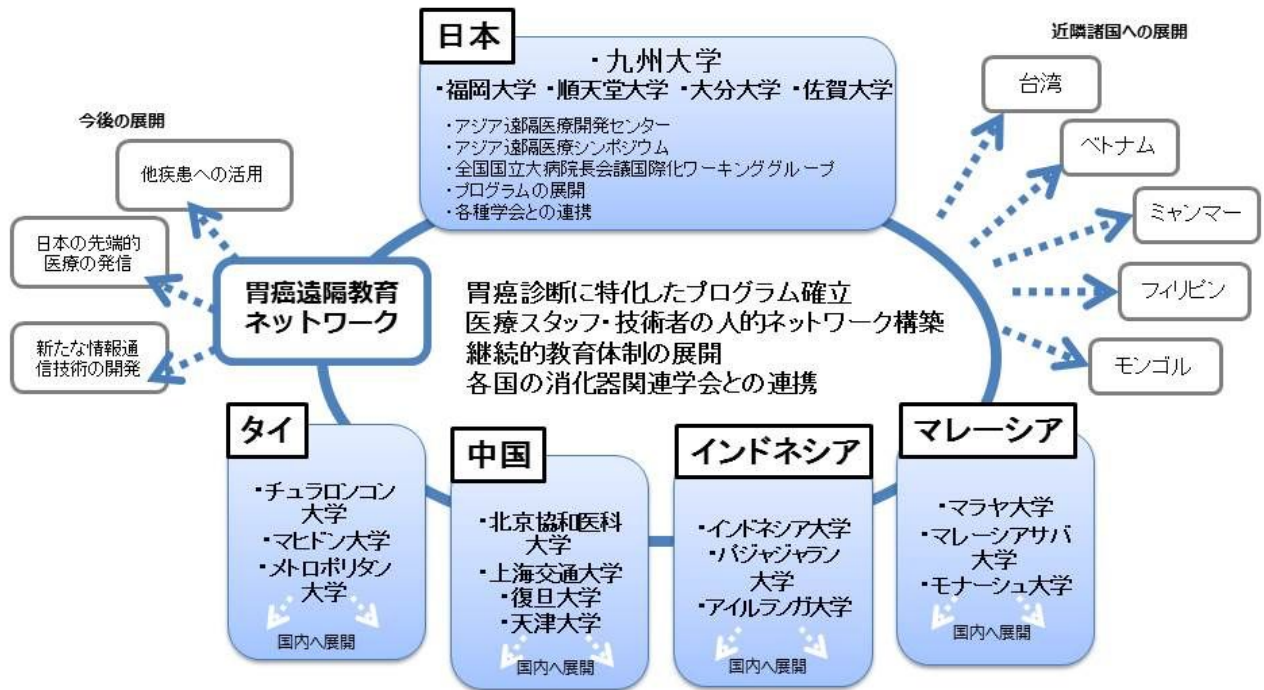 日本
・九州大学
・福岡大学 ・順天堂大学 ・大分大学 ・佐賀大学
・アジア遠隔医療開発センター
・アジア遠隔医療シンポジウム
・全国国立大病院長会議国際化ワーキンググループ
・プログラムの展開
・各種学会との連携
今後の展開
他疾患への活用
日本の先端的
医療の発信
新たな情報通
信技術の開発
近隣諸国への展開
台湾
ベトナム
ミャンマー
フィリピン
モンゴル
胃癌遠隔教育
ネットワーク
胃癌診断に特化したプログラム確立
医療スタッフ・技術者の人的ネットワーク構築
継続的教育体制の展開
各国の消化器関連学会との連携
タイ
・チュラロンコン
大学
・マヒドン大学
・メトロポリタン
大学
国内へ展開
中国
・北京協和医科
大学
・上海交通大学
・復旦大学
・天津大学
国内へ展開
インドネシア
・インドネシア大学
・パジャジャラン
大学
・アイルランガ大学
国内へ展開
マレーシア
・マラヤ大学
・マレーシアサバ
大学
・モナーシュ大学
国内へ展開